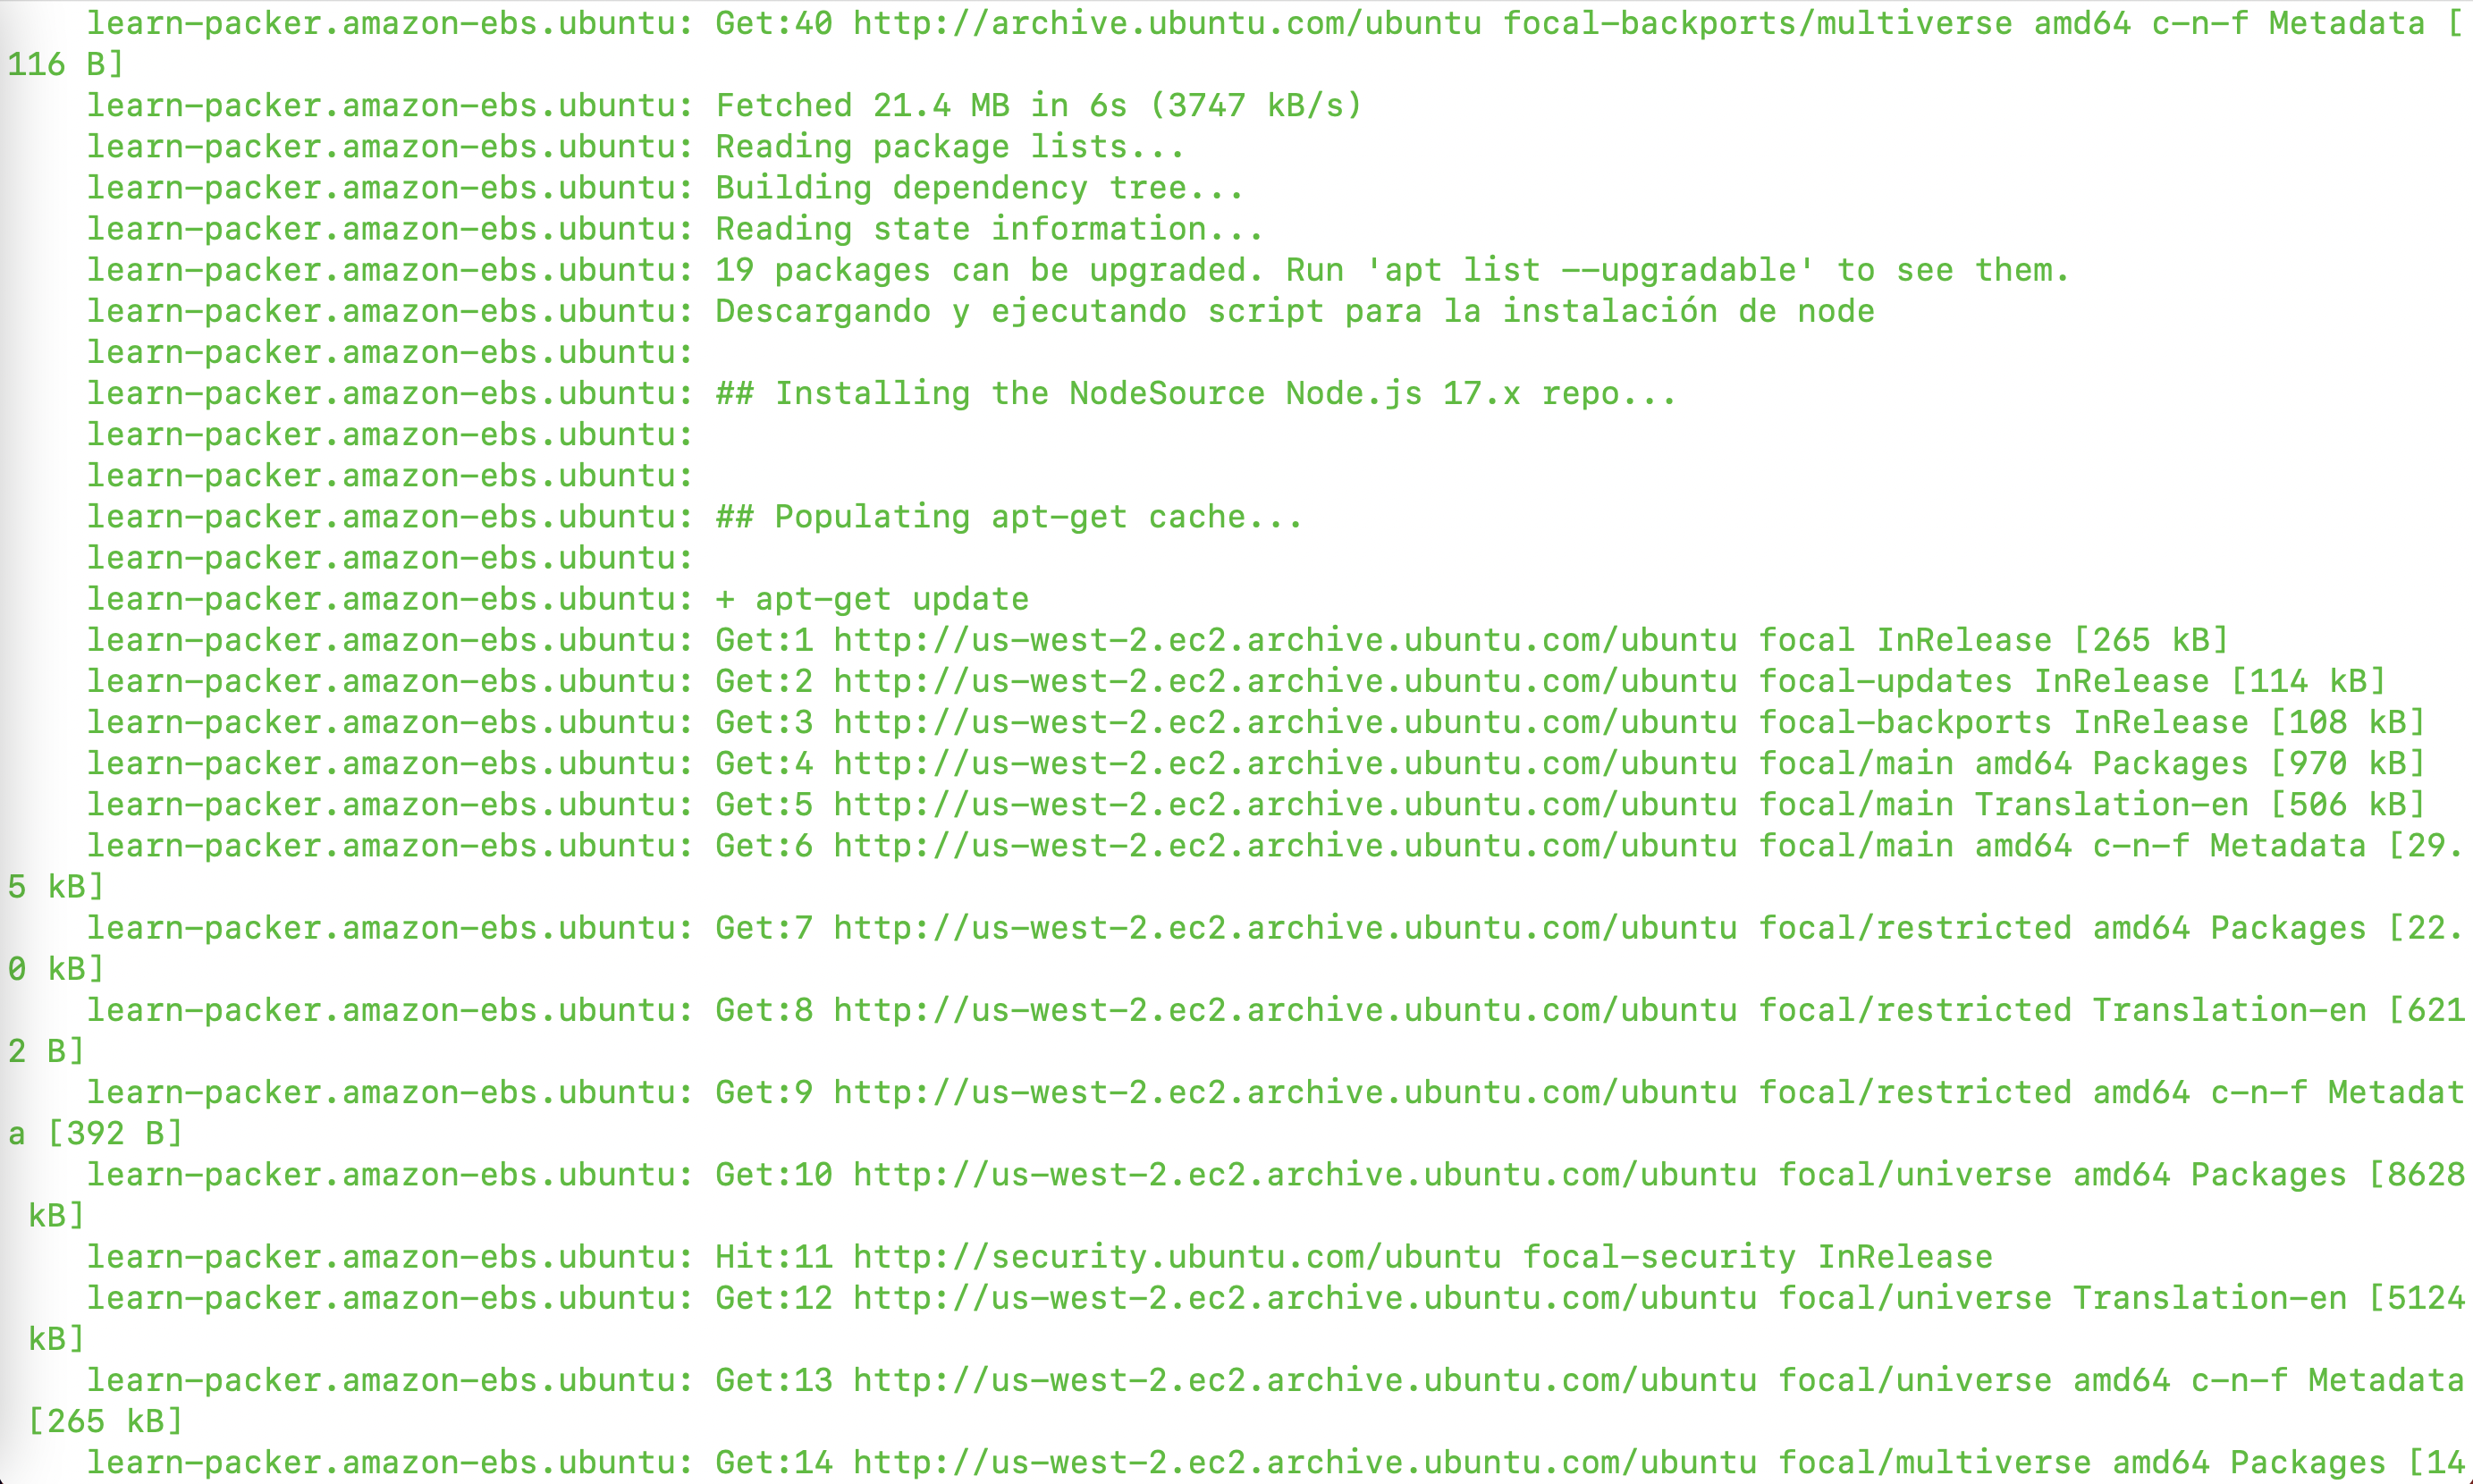 learn-packer.amazon-ebs.ubuntu: Get:40 http://archive.ubuntu.com/ubuntu focal-backports/multiverse amd64 c-n-f Metadata [
116 B]
learn-packer.amazon-ebs.ubuntu: Fetched 21.4 MB in 6s (3747 kB/s)
learn-packer.amazon-ebs.ubuntu: Reading package lists...
learn-packer.amazon-ebs.ubuntu: Building dependency tree...
learn-packer.amazon-ebs.ubuntu: Reading state information...
learn-packer.amazon-ebs.ubuntu: 19 packages can be upgraded. Run 'apt list --upgradable' to see them.
learn-packer.amazon-ebs.ubuntu: Descargando y ejecutando script para la instalación de node
learn-packer.amazon-ebs.ubuntu:
learn-packer.amazon-ebs.ubuntu: ## Installing the NodeSource Node.js 17.x repo...
learn-packer.amazon-ebs.ubuntu:
learn-packer.amazon-ebs.ubuntu:
learn-packer.amazon-ebs.ubuntu: ## Populating apt-get cache...
learn-packer.amazon-ebs.ubuntu:
learn-packer.amazon-ebs.ubuntu: + apt-get update
learn-packer.amazon-ebs.ubuntu: Get:1 http://us-west-2.ec2.archive.ubuntu.com/ubuntu focal InRelease [265 kB]
learn-packer.amazon-ebs.ubuntu: Get:2 http://us-west-2.ec2.archive.ubuntu.com/ubuntu focal-updates InRelease [114 kB]
learn-packer.amazon-ebs.ubuntu: Get:3 http://us-west-2.ec2.archive.ubuntu.com/ubuntu focal-backports InRelease [108 kB]
learn-packer.amazon-ebs.ubuntu: Get:4 http://us-west-2.ec2.archive.ubuntu.com/ubuntu focal/main amd64 Packages [970 kB]
learn-packer.amazon-ebs.ubuntu: Get:5 http://us-west-2.ec2.archive.ubuntu.com/ubuntu focal/main Translation-en [506 kB]
learn-packer.amazon-ebs.ubuntu: Get:6 http://us-west-2.ec2.archive.ubuntu.com/ubuntu focal/main amd64 c-n-f Metadata [29.
5 kB]
learn-packer.amazon-ebs.ubuntu: Get:7 http://us-west-2.ec2.archive.ubuntu.com/ubuntu focal/restricted amd64 Packages [22.
0 kB]
learn-packer.amazon-ebs.ubuntu: Get:8 http://us-west-2.ec2.archive.ubuntu.com/ubuntu focal/restricted Translation-en [621
2 B]
learn-packer.amazon-ebs.ubuntu: Get:9 http://us-west-2.ec2.archive.ubuntu.com/ubuntu focal/restricted amd64 c-n-f Metadat
a [392 B]
learn-packer.amazon-ebs.ubuntu: Get:10 http://us-west-2.ec2.archive.ubuntu.com/ubuntu focal/universe amd64 Packages [8628
kB]
learn-packer.amazon-ebs.ubuntu: Hit:11 http://security.ubuntu.com/ubuntu focal-security InRelease
learn-packer.amazon-ebs.ubuntu: Get:12 http://us-west-2.ec2.archive.ubuntu.com/ubuntu focal/universe Translation-en [5124
kB]
learn-packer.amazon-ebs.ubuntu: Get:13 http://us-west-2.ec2.archive.ubuntu.com/ubuntu focal/universe amd64 c-n-f Metadata
[265 kB]
learn-packer.amazon-ebs.ubuntu: Get:14 http://us-west-2.ec2.archive.ubuntu.com/ubuntu focal/multiverse amd64 Packages [14